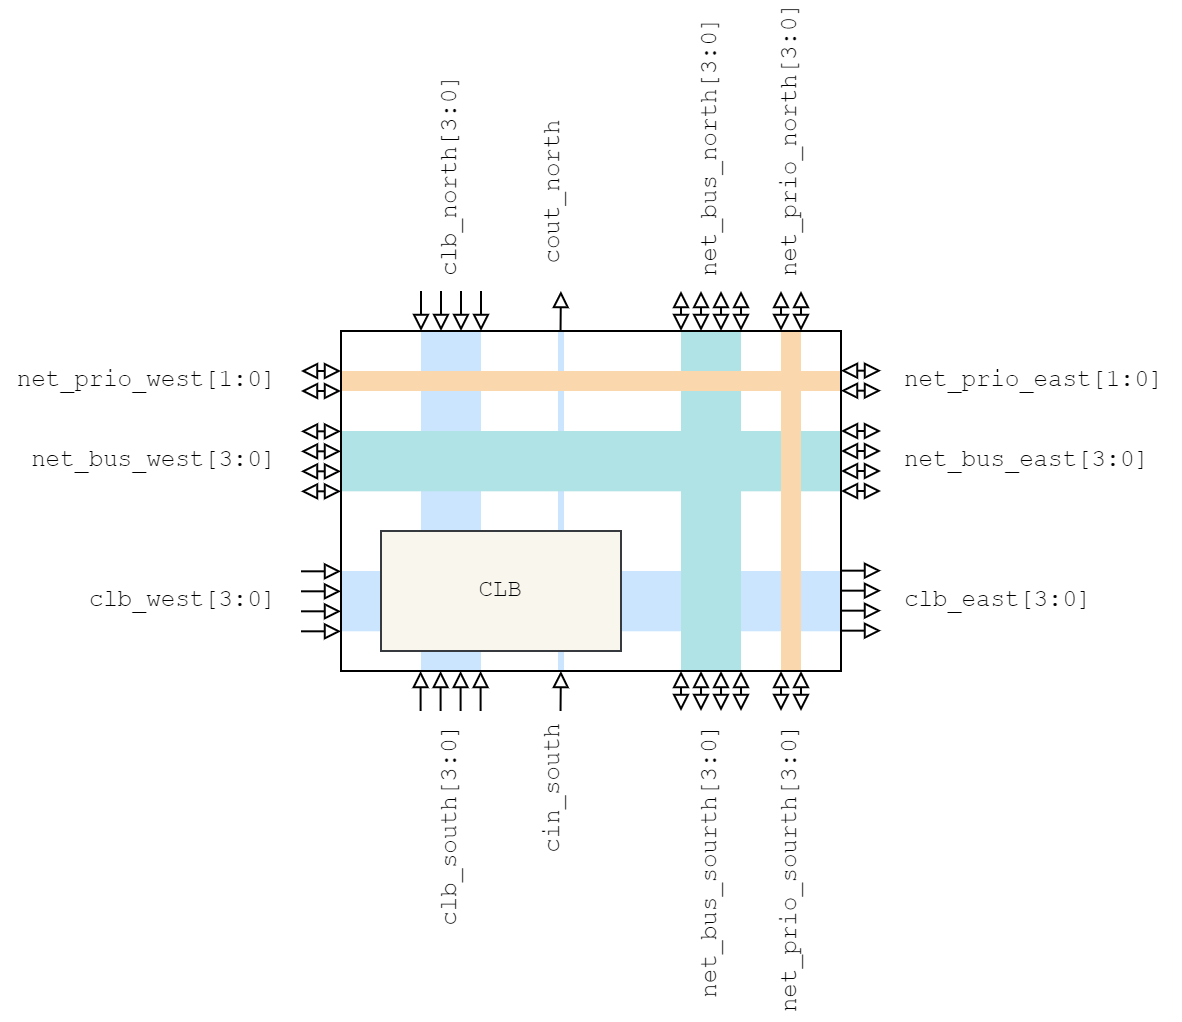 clb_north[3:0]
cout_north
net_bus_north[3:0]
net_prio_north[3:0]
net_prio_west[1:0]
net_prio_east[1:0]
net_bus_west[3:0]
net_bus_east[3:0]
CLB
clb_west[3:0]
clb_east[3:0]
clb_south[3:0]
cin_south
net_bus_sourth[3:0]
net_prio_sourth[3:0]